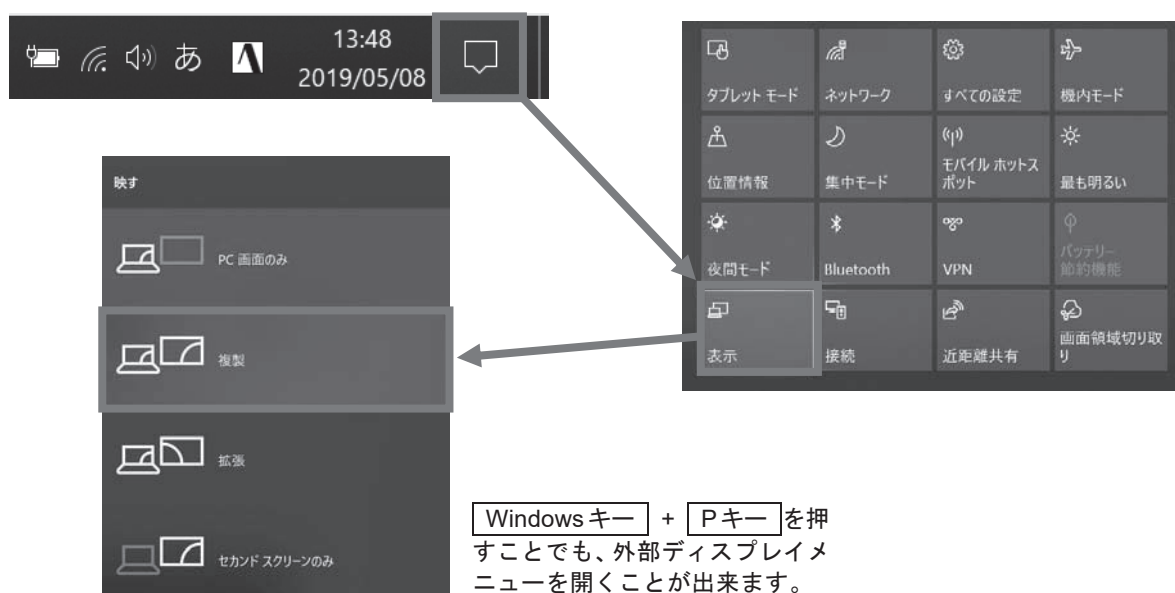 あ
13:48
2019/05/08
タブレット モード
ネットワーク
すべての設定
機内モード
位置情報
集中モード
モバイル ホットス
ポット
最も明るい
夜間モード
Bluetooth
VPN
バッテリー
節約機能
表示
接続
近距離共有
画面領域切り取
り
映す
PC 画面のみ
複製
拡張
セカンド スクリーンのみ
Windowsキー + Pキー を押
すことでも、外部ディスプレイメ
ニューを開くことが出来ます。